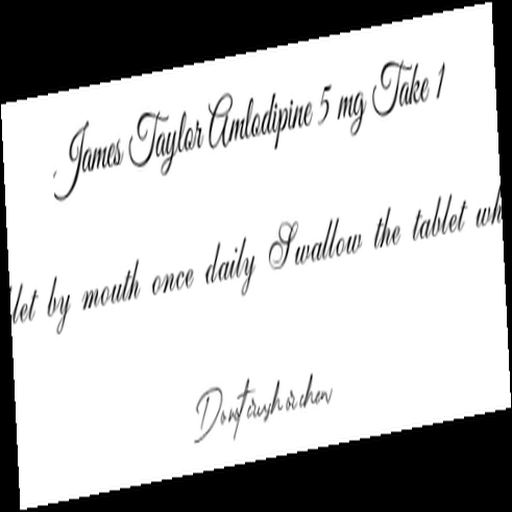 James Taylor Amlodipine 5 mg Take 1
let by mouth once daily Swallow the tablet wh
Don't crush or chew